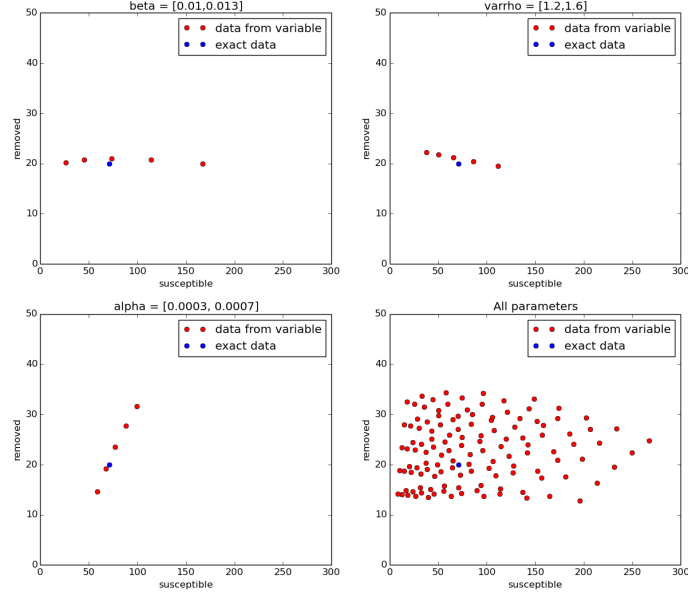 beta = [0.01,0.013]
50
40
30
20
10
0
removed
data from variable
exact data
0 50 100 150 200 250 300
susceptible
varrho = [1.2,1.6]
50
40
30
20
10
0
removed
data from variable
exact data
0 50 100 150 200 250 300
susceptible
alpha = [0.0003, 0.0007]
50
40
30
20
10
0
removed
data from variable
exact data
0 50 100 150 200 250 300
susceptible
All parameters
50
40
30
20
10
0
removed
data from variable
exact data
0 50 100 150 200 250 300
susceptible